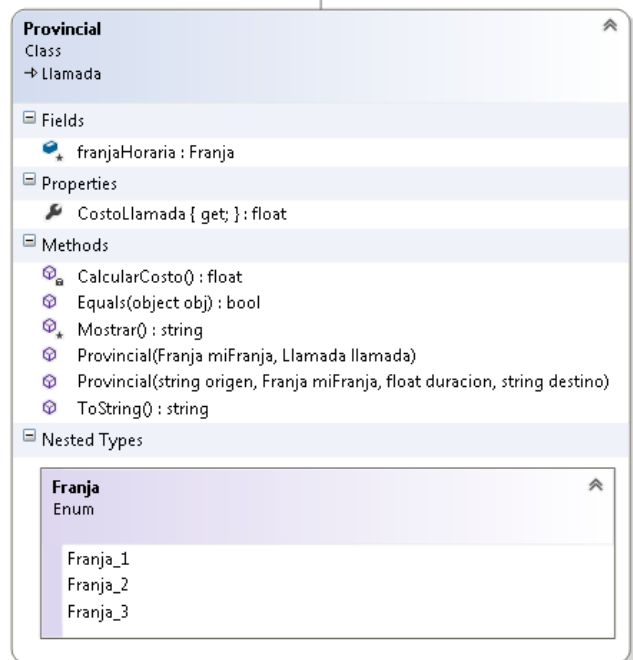 Provincial
Class
Llamada
Fields
franjaHoraria : Franja
Properties
CostoLlamada { get; } : float
Methods
CalcularCosto() : float
Equals(object obj) : bool
Mostrar() : string
Provincial(Franja miFranja, Llamada llamada)
Provincial(string origen, Franja miFranja, float duracion, string destino)
ToString() : string
Nested Types
Franja
Enum
Franja_1
Franja_2
Franja_3